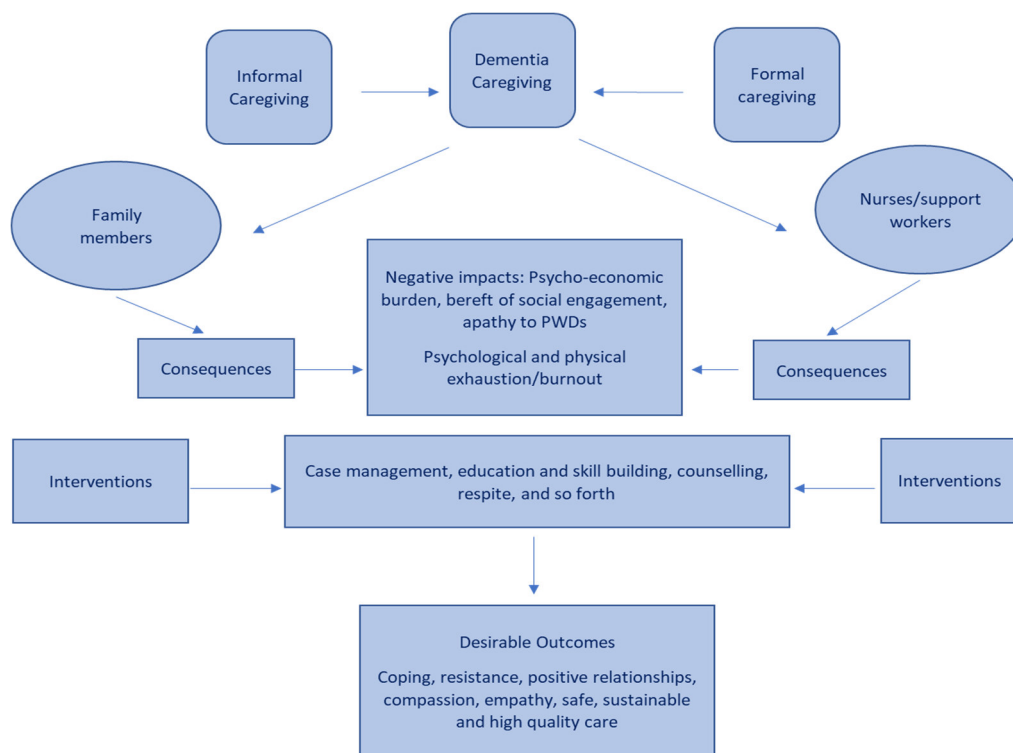 Informal
Caregiving
Dementia
Caregiving
Formal
caregiving
Family
members
Nurses/support
workers
Negative impacts: Psycho-economic
burden, bereft of social engagement,
apathy to PWDs
Psychological and physical
exhaustion/burnout
Consequences
Consequences
Interventions
Case management, education and skill building, counselling,
respite, and so forth
Interventions
Desirable Outcomes
Coping, resistance, positive relationships,
compassion, empathy, safe, sustainable
and high quality care